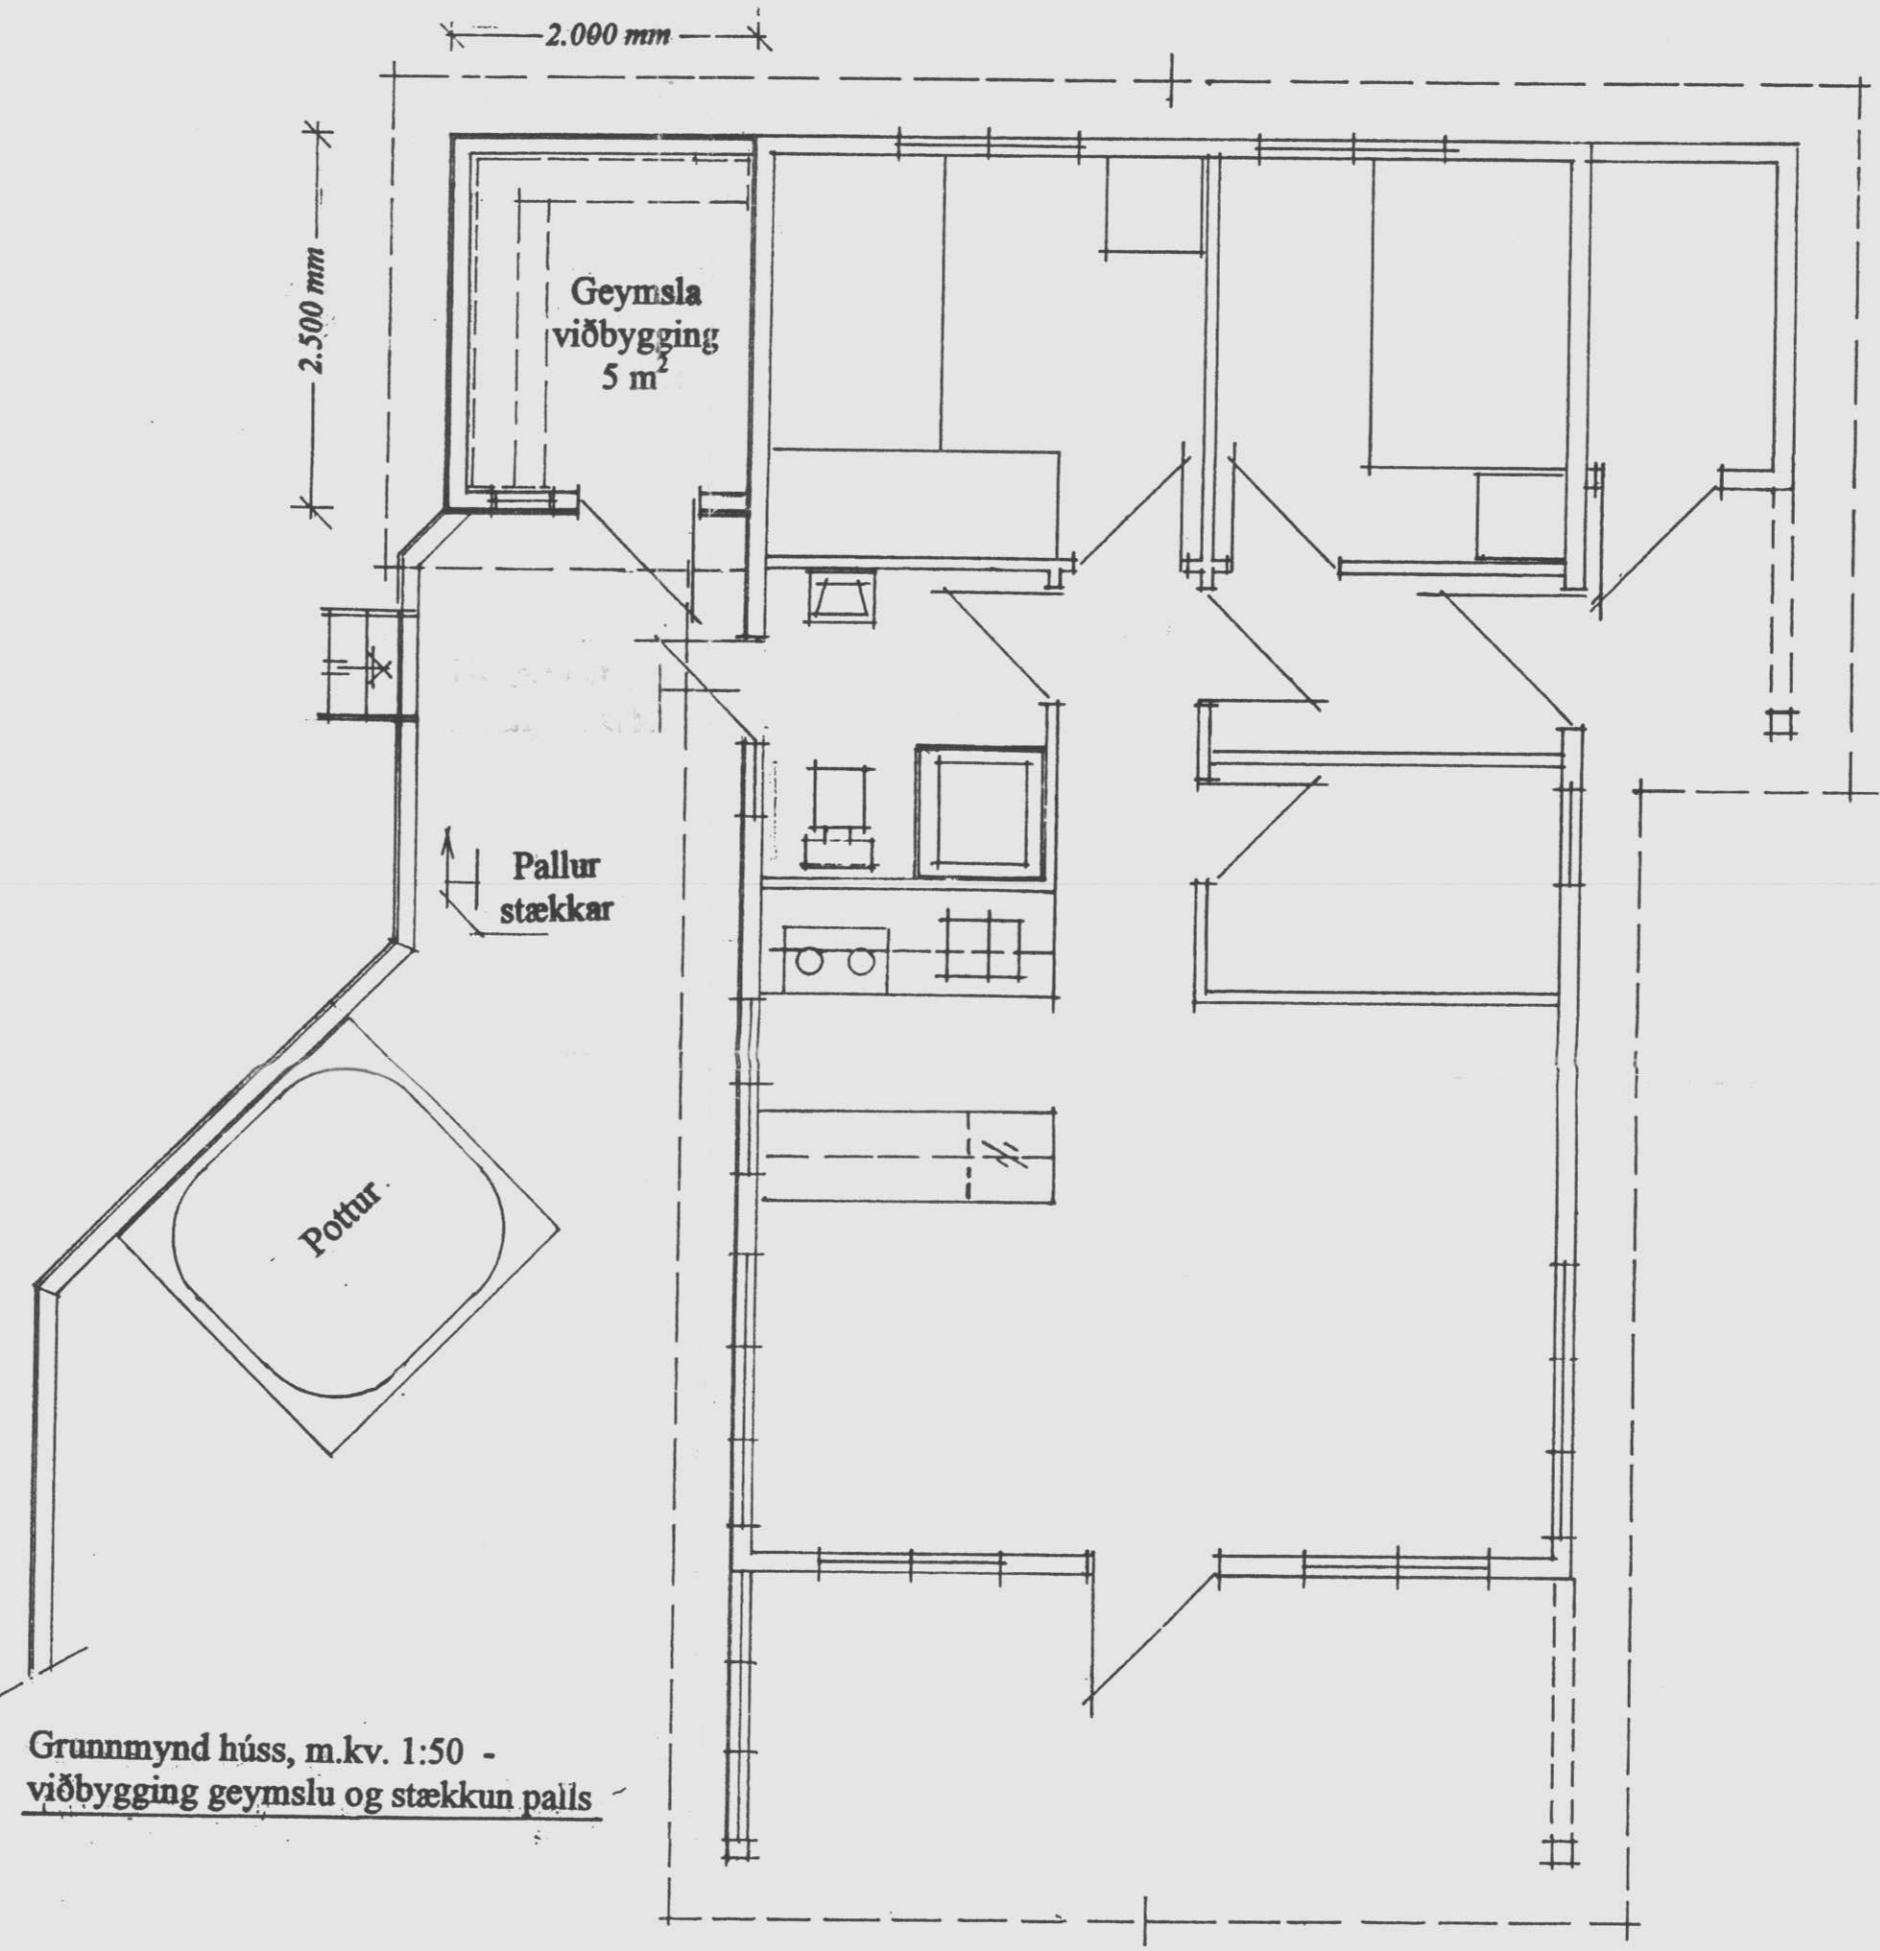 2.000 mm
2.500 mm
Geymsla
viðbygging
5 m²
Pallur
stækkar
Pottur
Grunnmynd húss, m.kv. 1:50 -
viðbygging geymslu og stækkun palls